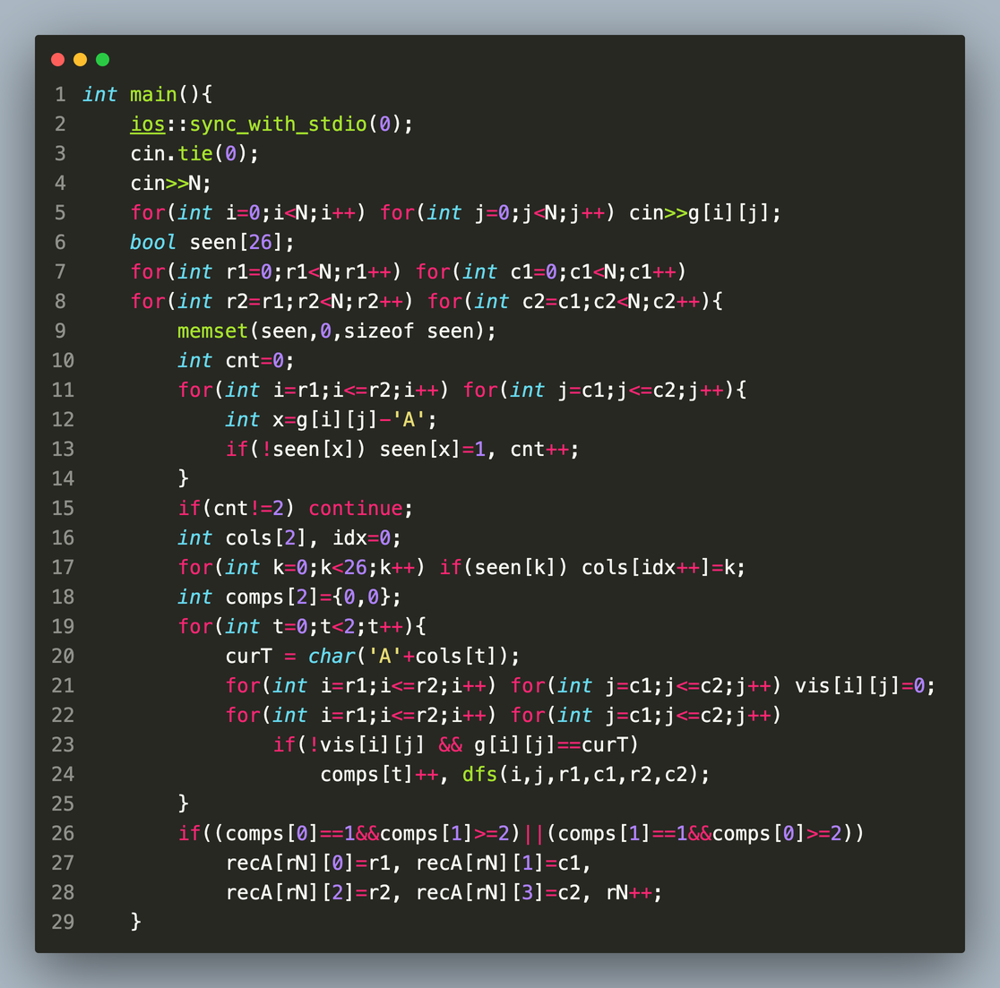 1 int main(){
2     ios::sync_with_stdio(0);
3     cin.tie(0);
4     cin>>N;
5     for(int i=0;i<N;i++) for(int j=0;j<N;j++) cin>>g[i][j];
6     bool seen[26];
7     for(int r1=0;r1<N;r1++) for(int c1=0;c1<N;c1++)
8     for(int r2=r1;r2<N;r2++) for(int c2=c1;c2<N;c2++){
9         memset(seen,0,sizeof seen);
10         int cnt=0;
11         for(int i=r1;i<=r2;i++) for(int j=c1;j<=c2;j++){
12             int x=g[i][j]-'A';
13             if(!seen[x]) seen[x]=1, cnt++;
14         }
15         if(cnt!=2) continue;
16         int cols[2], idx=0;
17         for(int k=0;k<26;k++) if(seen[k]) cols[idx++]=k;
18         int comps[2]={0,0};
19         for(int t=0;t<2;t++){
20             curT = char('A'+cols[t]);
21             for(int i=r1;i<=r2;i++) for(int j=c1;j<=c2;j++) vis[i][j]=0;
22             for(int i=r1;i<=r2;i++) for(int j=c1;j<=c2;j++)
23                 if(!vis[i][j] && g[i][j]==curT)
24                     comps[t]++, dfs(i,j,r1,c1,r2,c2);
25         }
26         if((comps[0]==1&&comps[1]>=2)||(comps[1]==1&&comps[0]>=2))
27             recA[rN][0]=r1, recA[rN][1]=c1,
28             recA[rN][2]=r2, recA[rN][3]=c2, rN++;
29     }